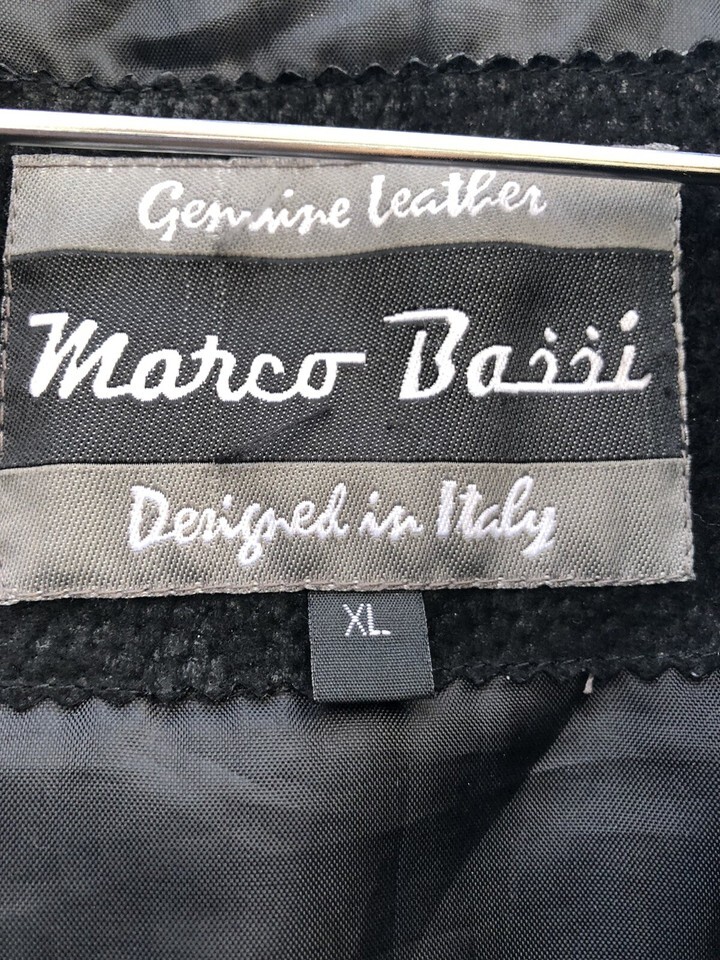 Genuine leather
Marco Bassi
Designed in Italy
XL